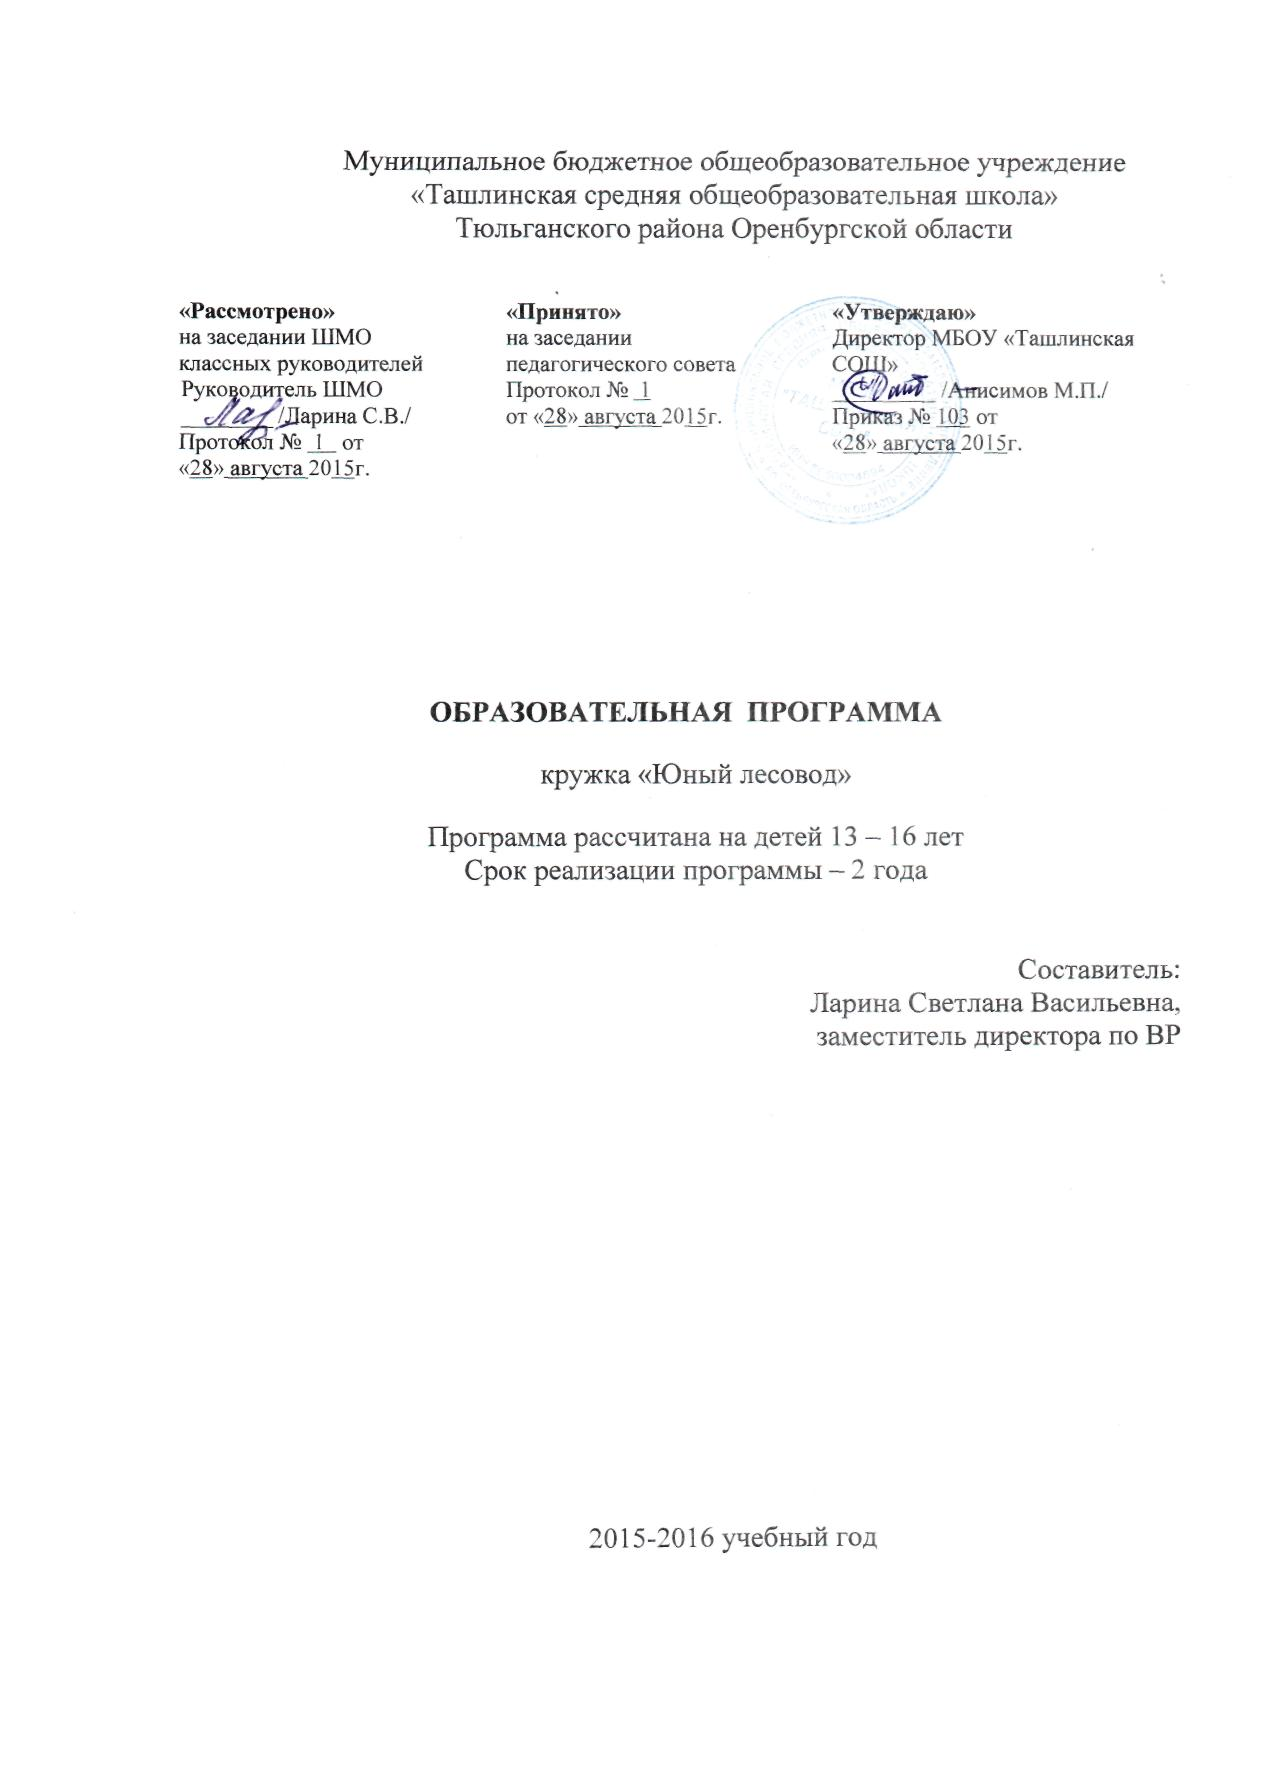 Муниципальное бюджетное общеобразовательное учреждение
«Ташлинская средняя общеобразовательная школа»
Тюльганского района Оренбургской области
«Рассмотрено»
на заседании ШМО
классных руководителей
Руководитель ШМО
________ /Ларина С.В./
Протокол № _1_ от
«28» августа 2015г.
«Принято»
на заседании
педагогического совета
Протокол № 1
от «28» августа 2015г.
«Утверждаю»
Директор МБОУ «Ташлинская
СОШ»
________ /Анисимов М.П./
Приказ № 103 от
«28» августа 2015г.
ОБРАЗОВАТЕЛЬНАЯ ПРОГРАММА
кружка «Юный лесовод»
Программа рассчитана на детей 13 – 16 лет
Срок реализации программы – 2 года
Составитель:
Ларина Светлана Васильевна,
заместитель директора по ВР
2015-2016 учебный год